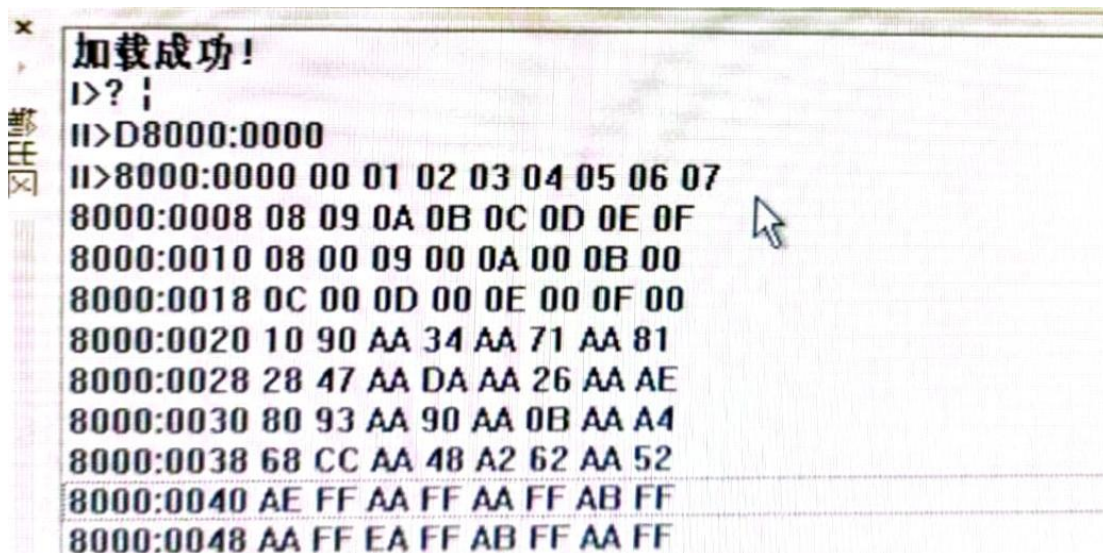 加载成功!
I>? ¦
II>D8000:0000
II>8000:0000 00 01 02 03 04 05 06 07
8000:0008 08 09 0A 0B 0C 0D 0E 0F
8000:0010 08 00 09 00 0A 00 0B 00
8000:0018 0C 00 0D 00 0E 00 0F 00
8000:0020 10 90 AA 34 AA 71 AA 81
8000:0028 28 47 AA DA AA 26 AA AE
8000:0030 80 93 AA 90 AA 0B AA A4
8000:0038 68 CC AA 48 A2 62 AA 52
8000:0040 AE FF AA FF AA FF AB FF
8000:0048 AA FF EA FF AB FF AA FF